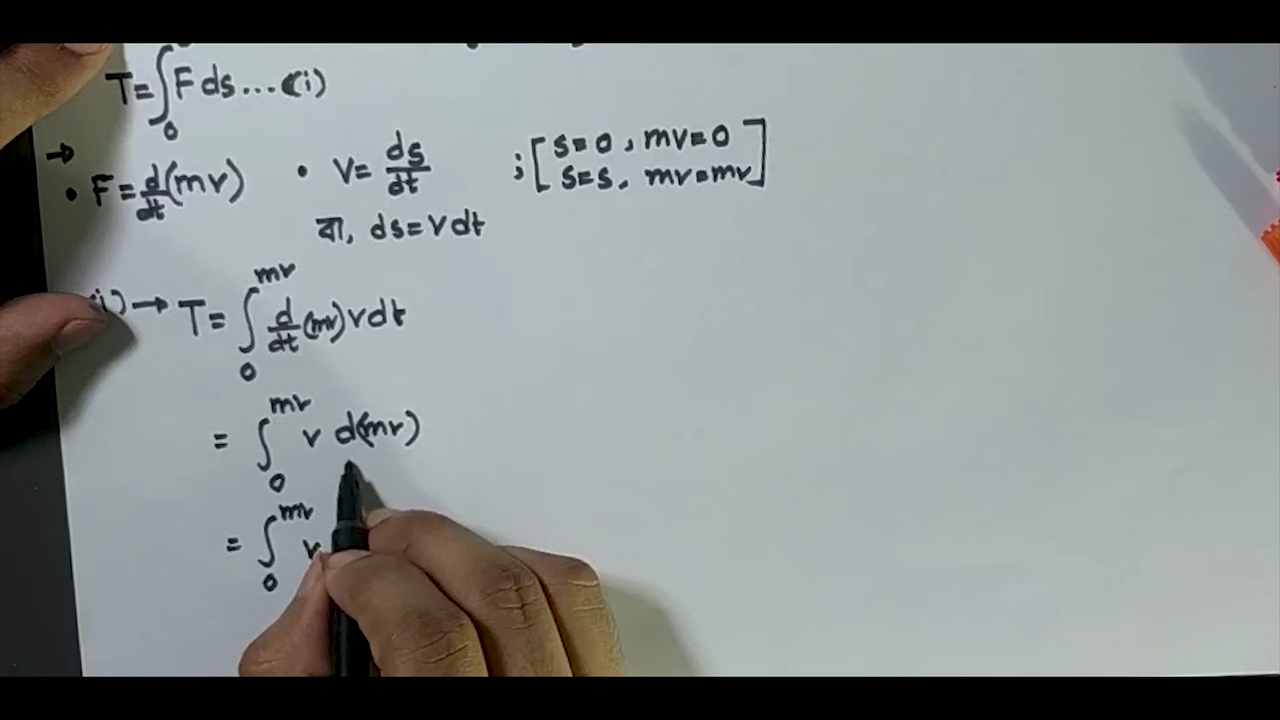 T = ∫₀ F ds ... (i)
→
• F = d/dt (mv) • v = ds/dt ; [ s = 0 , mv = 0
s = s , mv = mv ]
বা, ds = v dt
(i) → T = ∫₀^mv d/dt (mv) v dt
= ∫₀^mv v d(mv)
= ∫₀^mv v